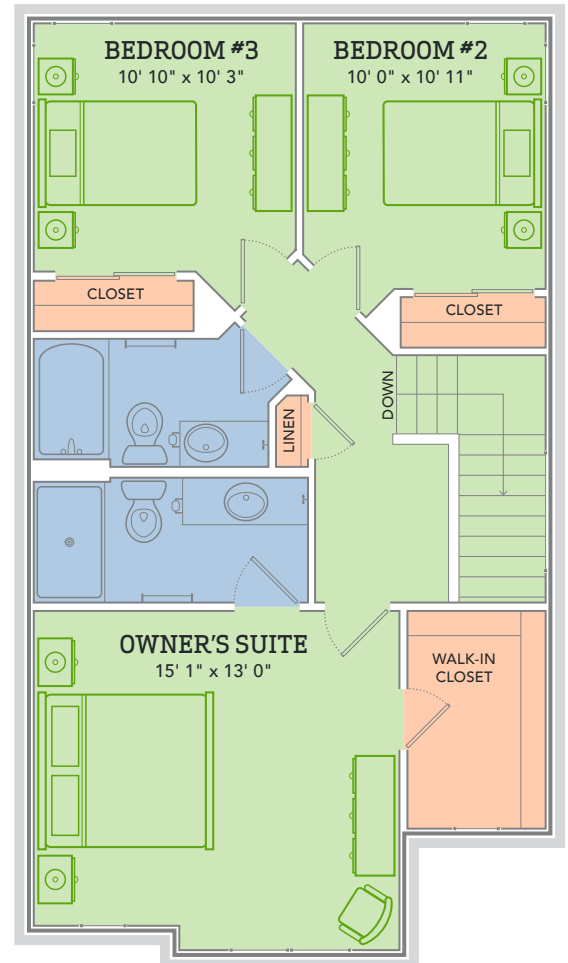 BEDROOM #3
10' 10" x 10' 3"
BEDROOM #2
10' 0" x 10' 11"
CLOSET
CLOSET
DOWN
LINEN
OWNER'S SUITE
15' 1" x 13' 0"
WALK-IN
CLOSET